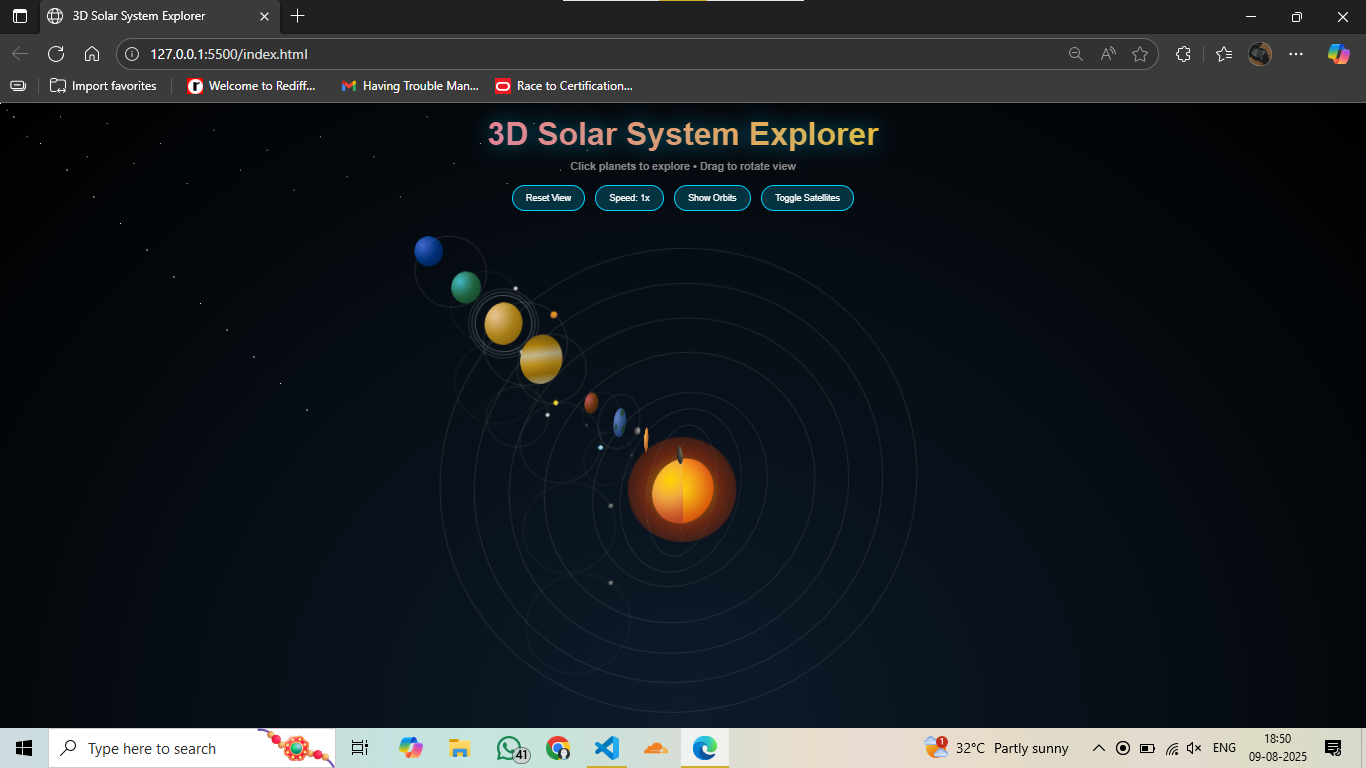 3D Solar System Explorer
127.0.0.1:5500/index.html
Import favorites
Welcome to Rediff...
Having Trouble Man...
Race to Certification...
3D Solar System Explorer
Click planets to explore • Drag to rotate view
Reset View
Speed: 1x
Show Orbits
Toggle Satellites
Type here to search
41
1
32°C Partly sunny
ENG
18:50
09-08-2025